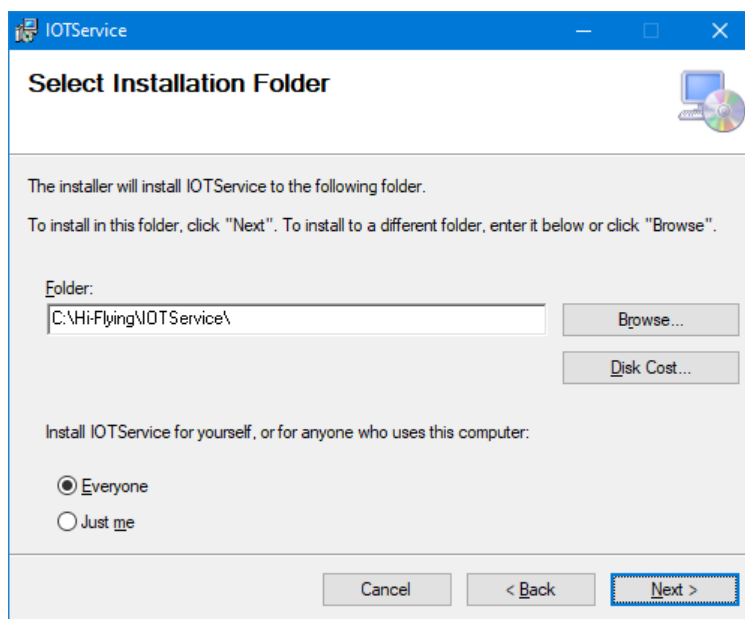 IOTService
Select Installation Folder
The installer will install IOTService to the following folder.
To install in this folder, click "Next". To install to a different folder, enter it below or click "Browse".
Folder:
C:\Hi-Flying\IOTService\
Browse...
Disk Cost...
Install IOTService for yourself, or for anyone who uses this computer:
Everyone
Just me
Cancel
< Back
Next >